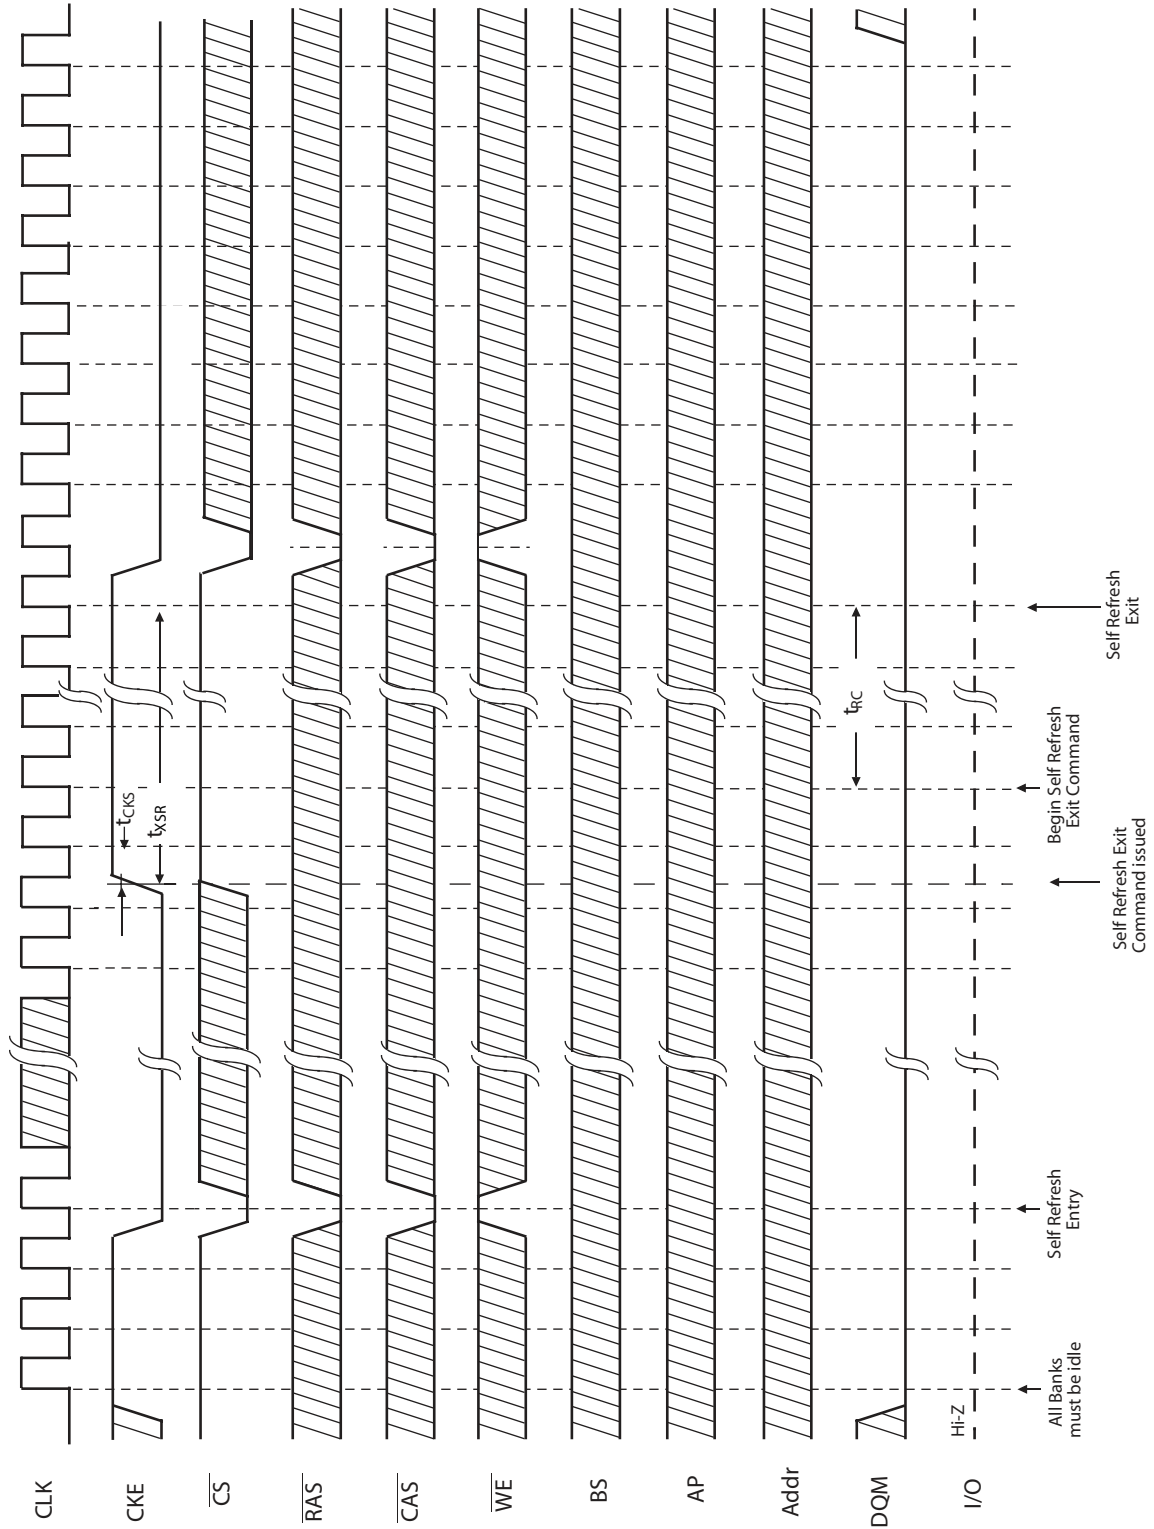 CLK
CKE
tCKS
tXSR
CS
RAS
CAS
WE
BS
AP
Addr
DQM
tRC
I/O
Hi-Z
All Banks
must be idle
Self Refresh
Entry
Self Refresh Exit
Command issued
Begin Self Refresh
Exit Command
Self Refresh
Exit